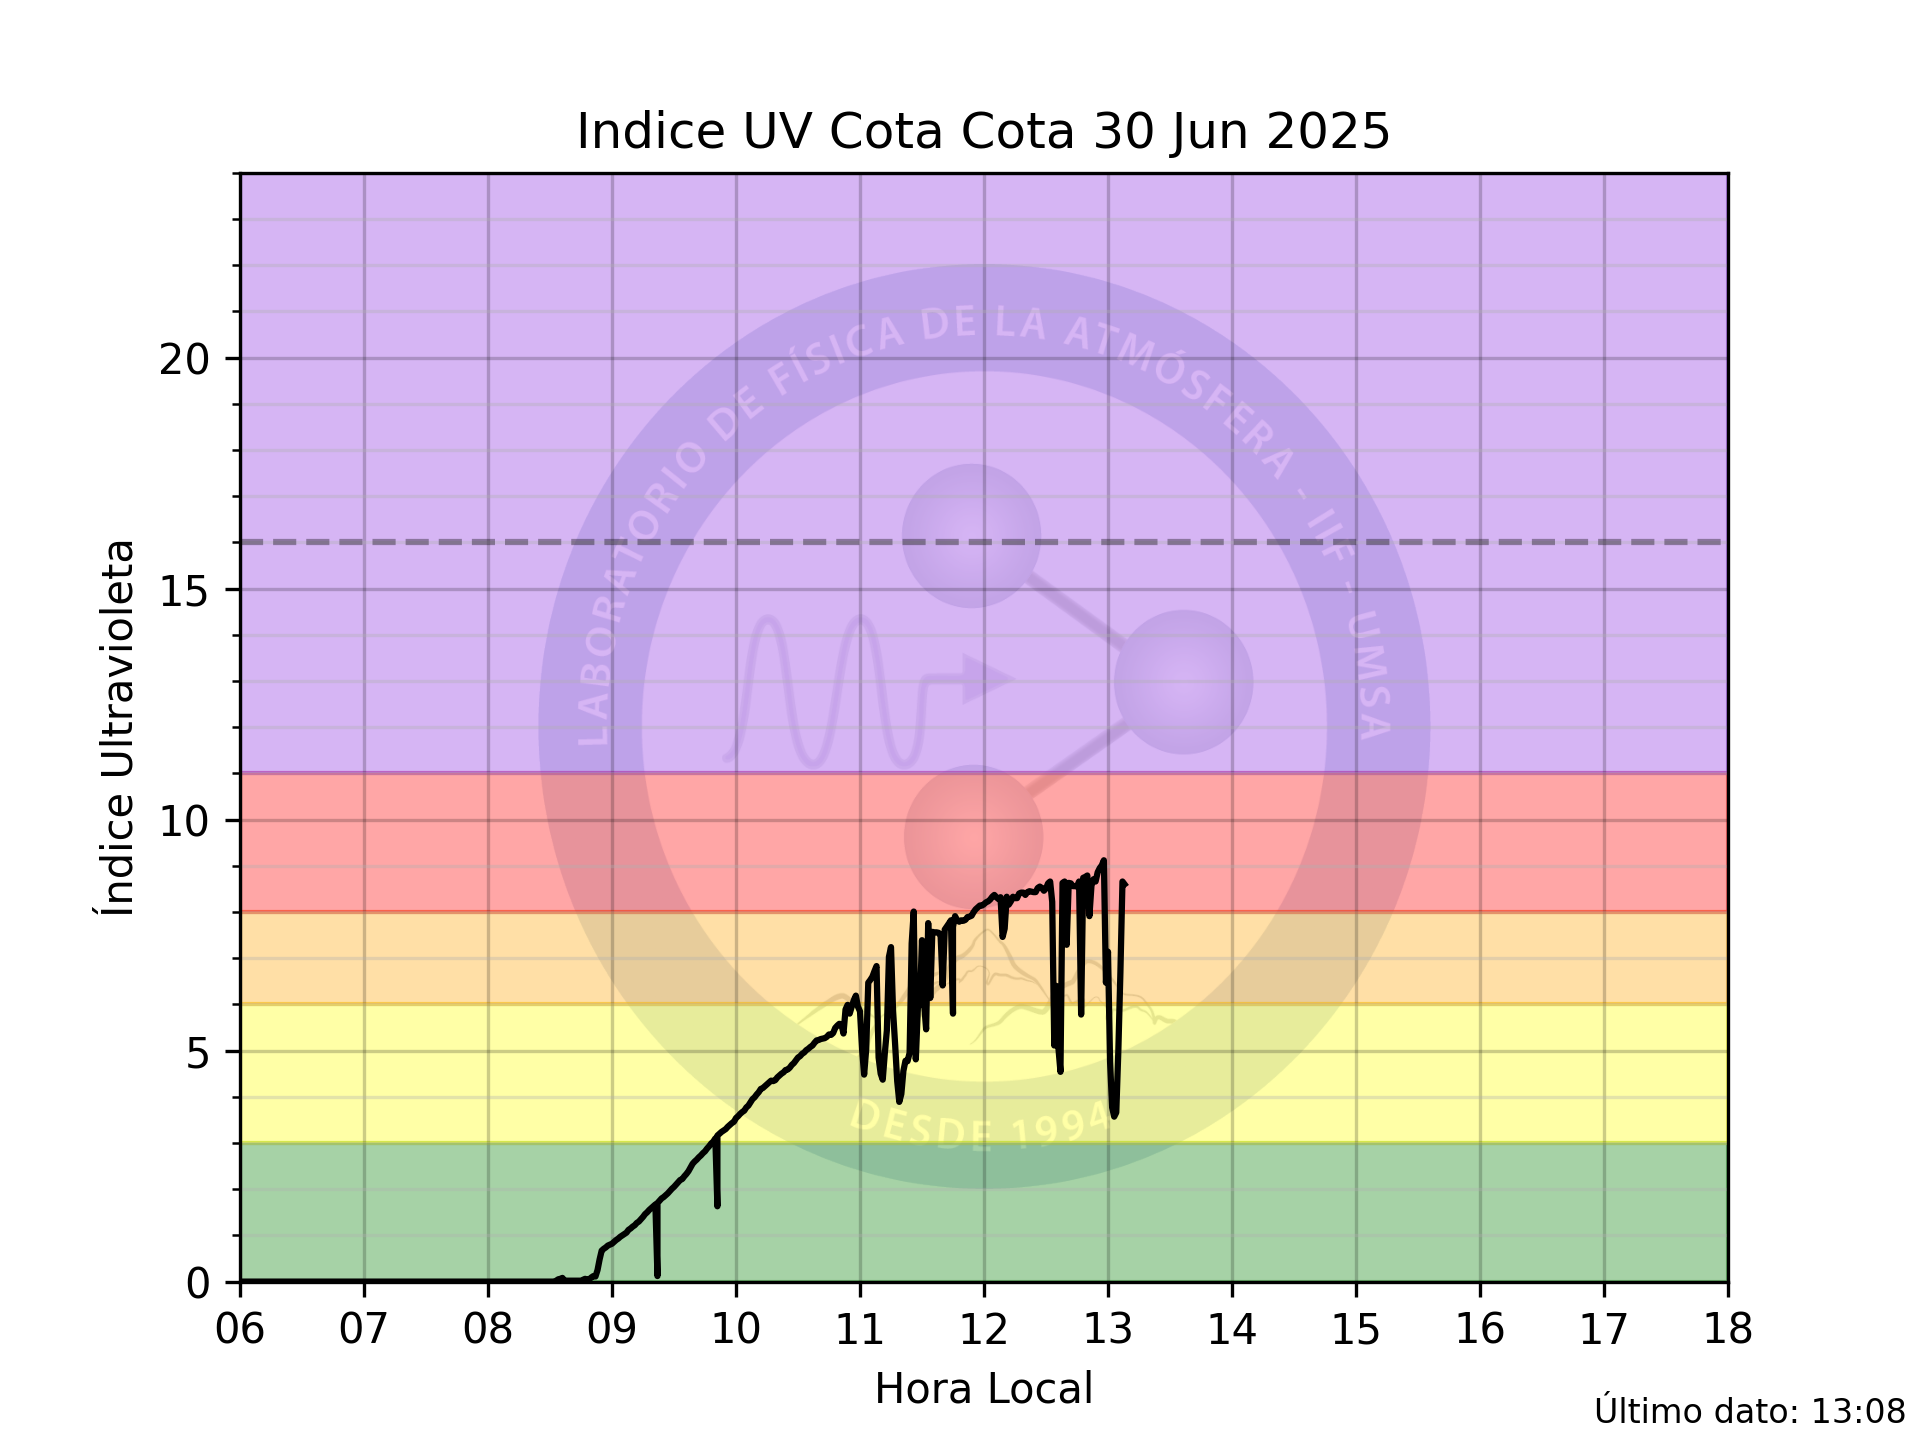 Indice UV Cota Cota 30 Jun 2025
LABORATORIO DE FÍSICA DE LA ATMÓSFERA - IIF - UMSA
DESDE 1994
Índice Ultravioleta
20
15
10
5
0
06 07 08 09 10 11 12 13 14 15 16 17 18
Hora Local
Último dato: 13:08